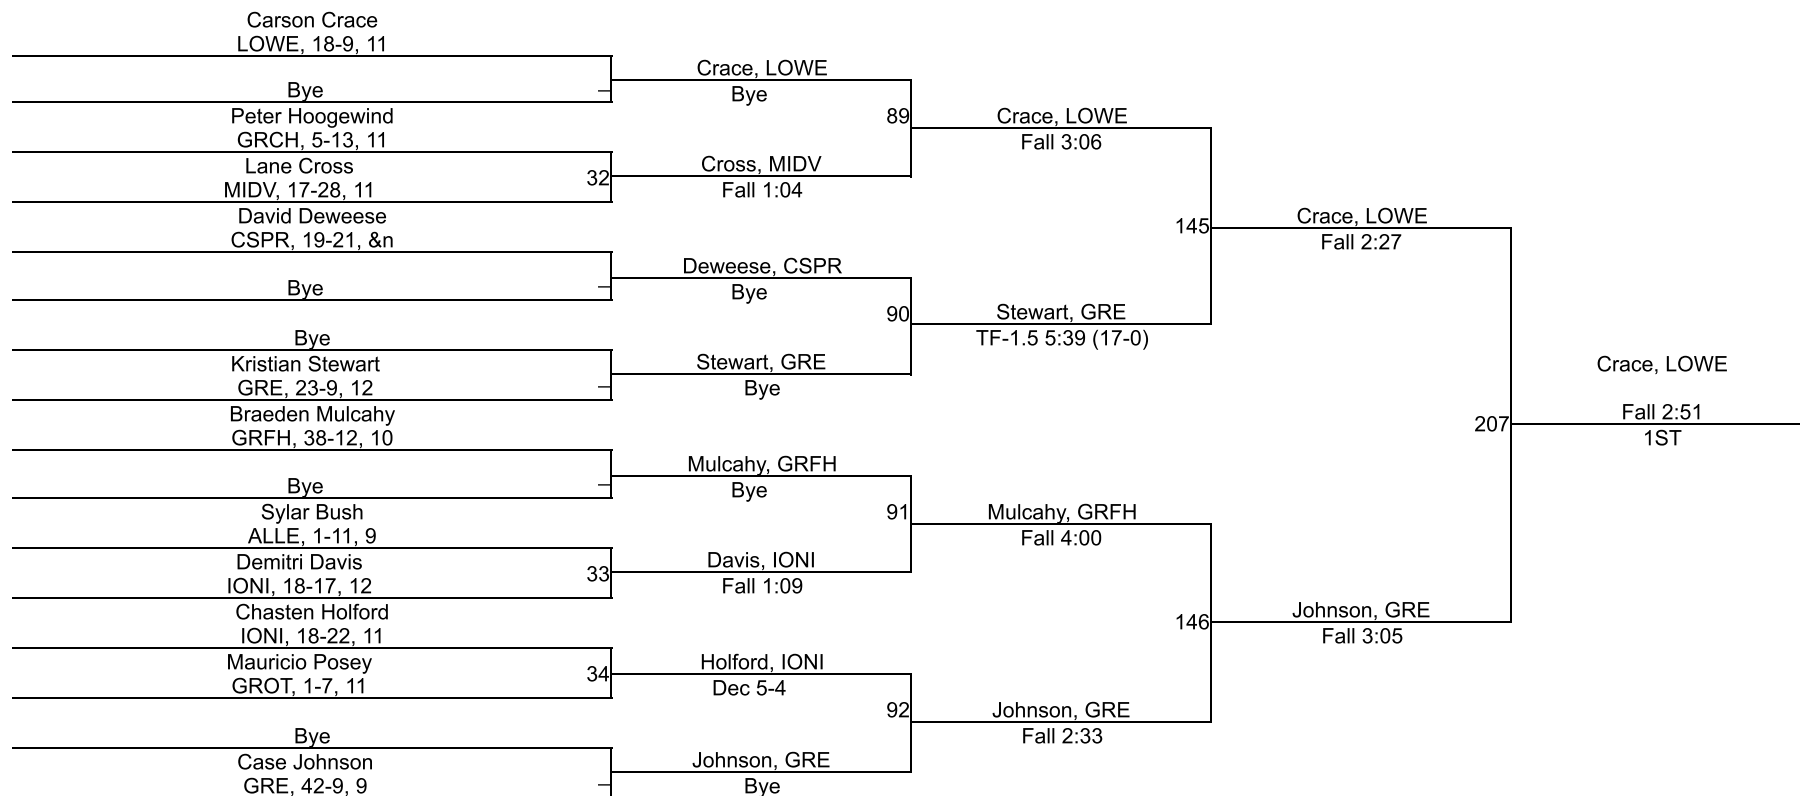 Carson Crace
LOWE, 18-9, 11
Bye
Peter Hoogewind
GRCH, 5-13, 11
Lane Cross
MIDV, 17-28, 11
32
David Deweese
CSPR, 19-21, &n
Bye
Bye
Kristian Stewart
GRE, 23-9, 12
Braeden Mulcahy
GRFH, 38-12, 10
Bye
Sylar Bush
ALLE, 1-11, 9
Demitri Davis
IONI, 18-17, 12
33
Chasten Holford
IONI, 18-22, 11
Mauricio Posey
GROT, 1-7, 11
34
Bye
Case Johnson
GRE, 42-9, 9
Crace, LOWE
Bye
89
Cross, MIDV
Fall 1:04
Deweese, CSPR
Bye
90
Stewart, GRE
Bye
Mulcahy, GRFH
Bye
91
Davis, IONI
Fall 1:09
Holford, IONI
Dec 5-4
92
Johnson, GRE
Bye
Crace, LOWE
Fall 3:06
145
Stewart, GRE
TF-1.5 5:39 (17-0)
Mulcahy, GRFH
Fall 4:00
146
Johnson, GRE
Fall 2:33
Crace, LOWE
Fall 2:27
207
Johnson, GRE
Fall 3:05
Crace, LOWE
Fall 2:51
1ST